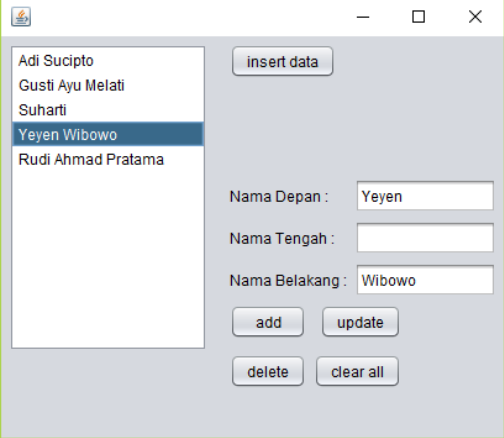 Adi Sucipto
Gusti Ayu Melati
Suharti
Yeyen Wibowo
Rudi Ahmad Pratama
insert data
Nama Depan : Yeyen
Nama Tengah :
Nama Belakang : Wibowo
add update
delete clear all